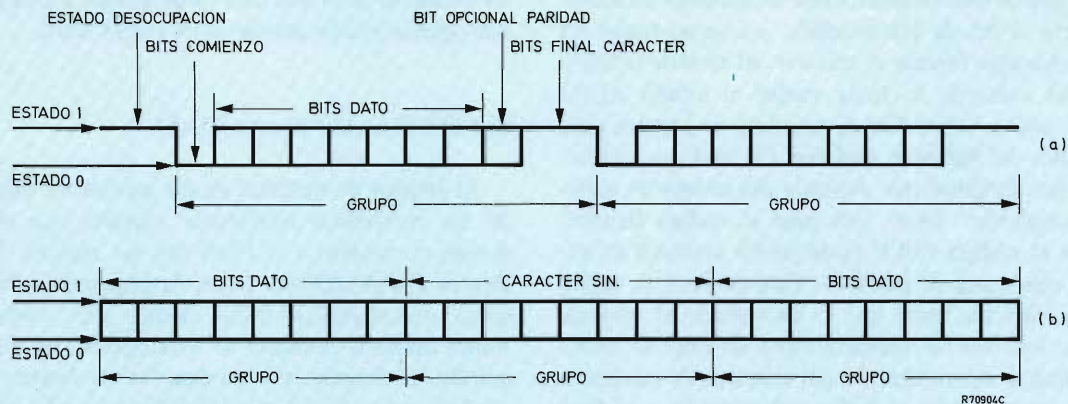 ESTADO DESOCUPACION
BIT OPCIONAL PARIDAD
BITS COMIENZO
BITS FINAL CARACTER
BITS DATO
ESTADO 1
(a)
ESTADO 0
GRUPO
GRUPO
BITS DATO
CARACTER SIN.
BITS DATO
ESTADO 1
(b)
ESTADO 0
GRUPO
GRUPO
GRUPO
R70904C